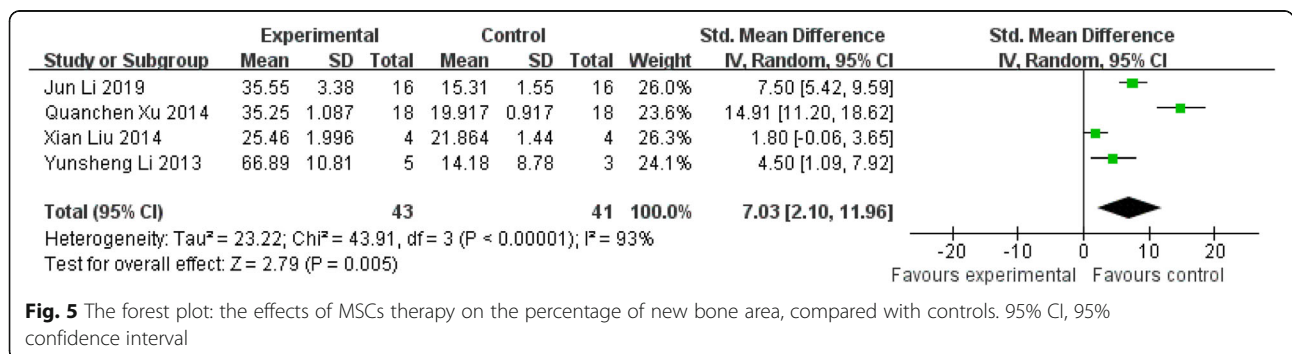 Experimental Control Std. Mean Difference Std. Mean Difference
Study or Subgroup Mean SD Total Mean SD Total Weight IV, Random, 95% CI IV, Random, 95% CI
Jun Li 2019 35.55 3.38 16 15.31 1.55 16 26.0% 7.50 [5.42, 9.59]
Quanchen Xu 2014 35.25 1.087 18 19.917 0.917 18 23.6% 14.91 [11.20, 18.62]
Xian Liu 2014 25.46 1.996 4 21.864 1.44 4 26.3% 1.80 [-0.06, 3.65]
Yunsheng Li 2013 66.89 10.81 5 14.18 8.78 3 24.1% 4.50 [1.09, 7.92]
Total (95% CI) 43 41 100.0% 7.03 [2.10, 11.96]
Heterogeneity: Tau² = 23.22; Chi² = 43.91, df = 3 (P < 0.00001); I² = 93%
Test for overall effect: Z = 2.79 (P = 0.005)
-20 -10 0 10 20
Favours experimental Favours control
Fig. 5 The forest plot: the effects of MSCs therapy on the percentage of new bone area, compared with controls. 95% CI, 95%
confidence interval